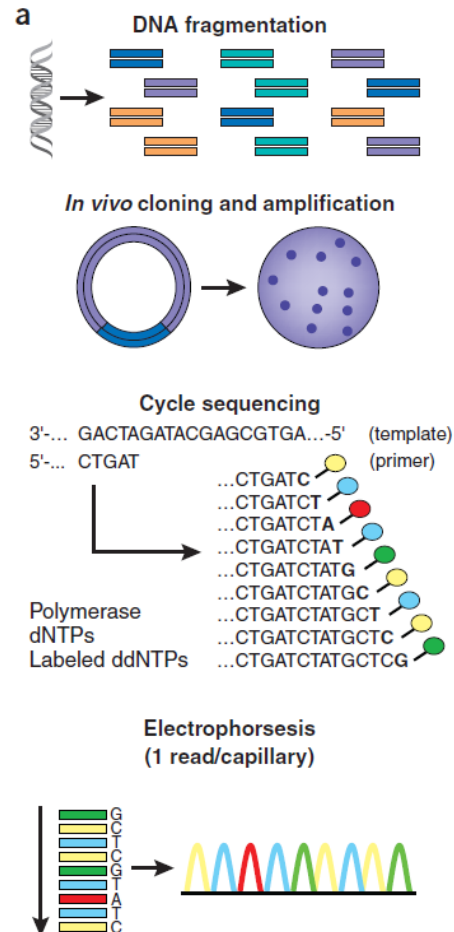 a
DNA fragmentation
In vivo cloning and amplification
Cycle sequencing
3'-... GACTAGATACGAGCGTGA...-5' (template)
5'-... CTGAT (primer)
...CTGATC
...CTGATCT
...CTGATCTA
...CTGATCTAT
...CTGATCTATG
...CTGATCTATGC
...CTGATCTATGCT
...CTGATCTATGCTC
...CTGATCTATGCTCG
Polymerase
dNTPs
Labeled ddNTPs
Electrophorsesis
(1 read/capillary)
G
C
T
C
G
T
A
T
C